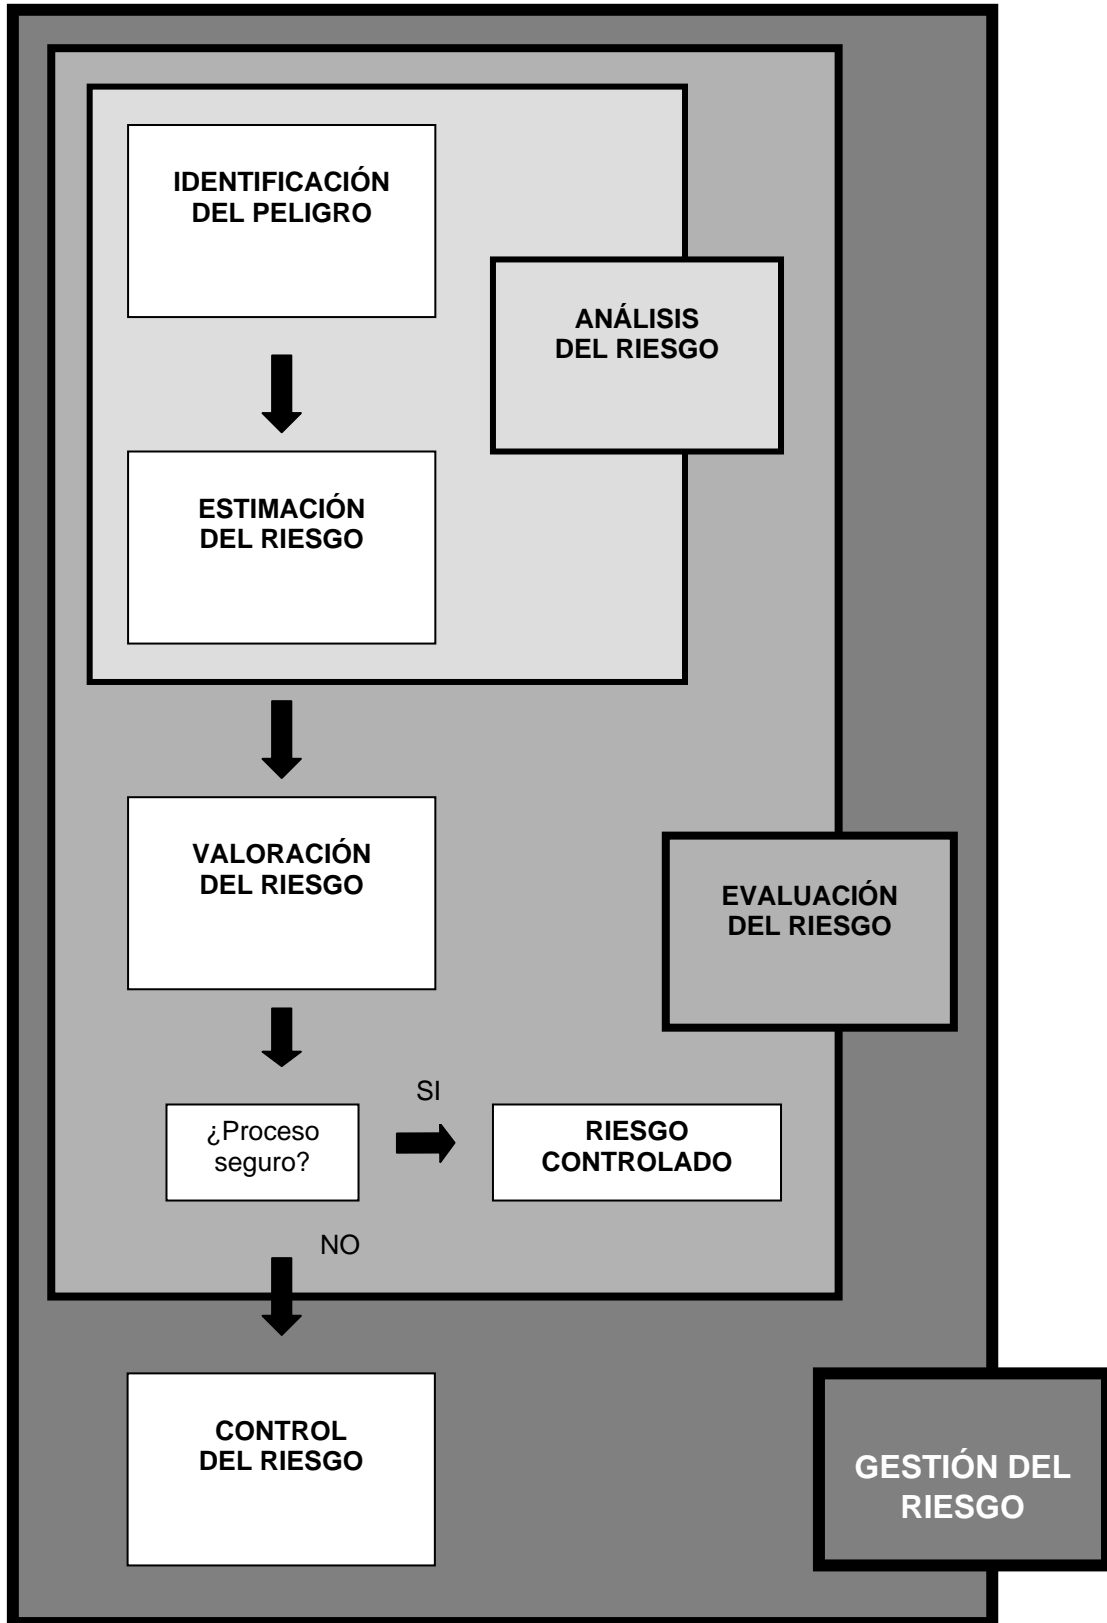 IDENTIFICACIÓN
DEL PELIGRO
ANÁLISIS
DEL RIESGO
ESTIMACIÓN
DEL RIESGO
VALORACIÓN
DEL RIESGO
EVALUACIÓN
DEL RIESGO
SI
¿Proceso
seguro?
RIESGO
CONTROLADO
NO
CONTROL
DEL RIESGO
GESTIÓN DEL
RIESGO